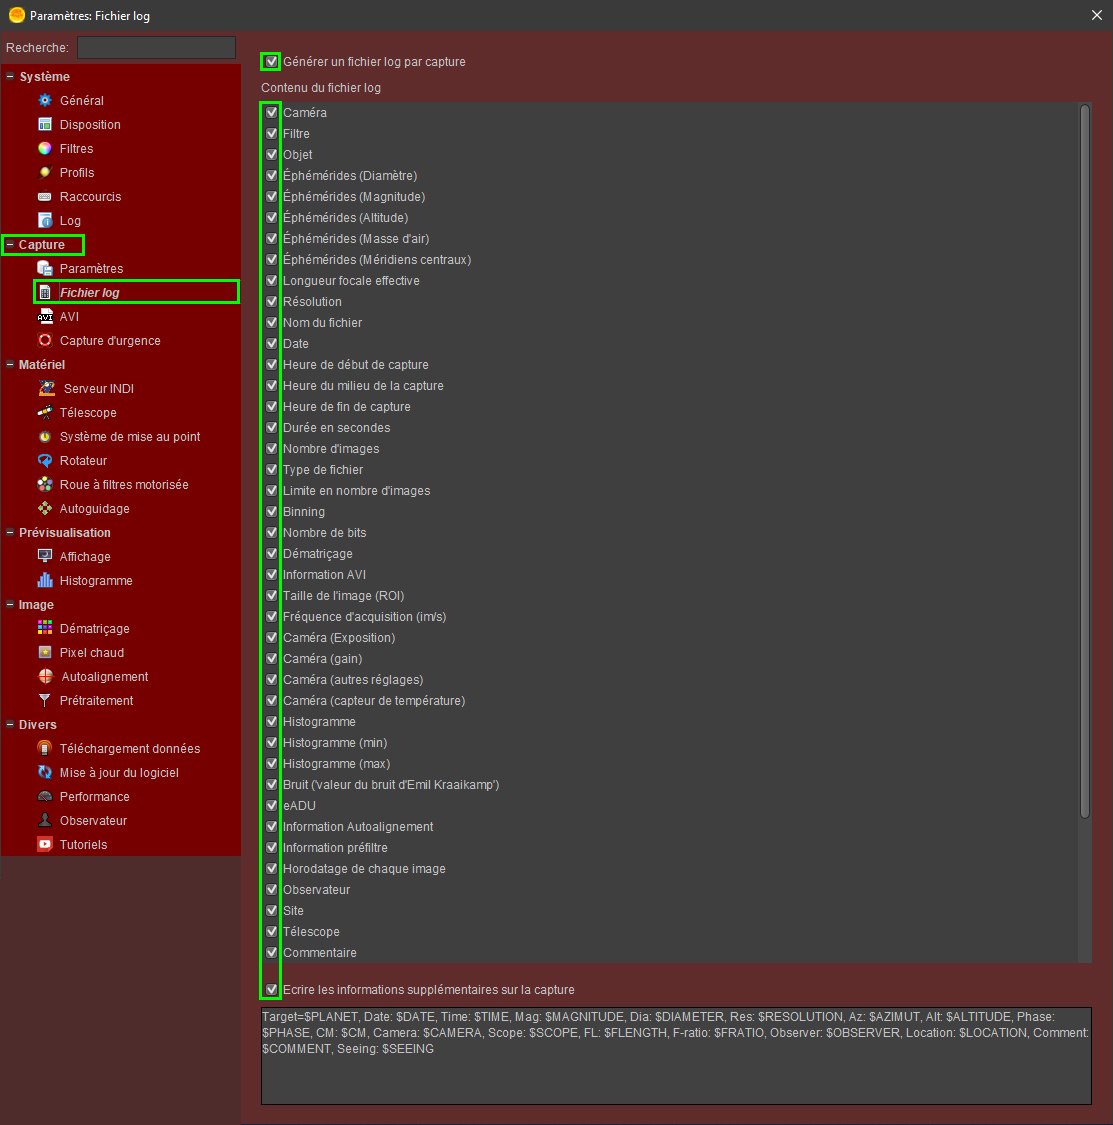 Paramètres: Fichier log
Recherche:
Système
Général
Disposition
Filtres
Profils
Raccourcis
Log
Capture
Paramètres
Fichier log
AVI
Capture d'urgence
Matériel
Serveur INDI
Télescope
Système de mise au point
Rotateur
Roue à filtres motorisée
Autoguidage
Prévisualisation
Affichage
Histogramme
Image
Dématriçage
Pixel chaud
Autoalignement
Prétraitement
Divers
Téléchargement données
Mise à jour du logiciel
Performance
Observateur
Tutoriels
Générer un fichier log par capture
Contenu du fichier log
Caméra
Filtre
Objet
Éphémérides (Diamètre)
Éphémérides (Magnitude)
Éphémérides (Altitude)
Éphémérides (Masse d'air)
Éphémérides (Méridiens centraux)
Longueur focale effective
Résolution
Nom du fichier
Date
Heure de début de capture
Heure du milieu de la capture
Heure de fin de capture
Durée en secondes
Nombre d'images
Type de fichier
Limite en nombre d'images
Binning
Nombre de bits
Dématriçage
Information AVI
Taille de l'image (ROI)
Fréquence d'acquisition (im/s)
Caméra (Exposition)
Caméra (gain)
Caméra (autres réglages)
Caméra (capteur de température)
Histogramme
Histogramme (min)
Histogramme (max)
Bruit ('valeur du bruit d'Emil Kraaikamp')
eADU
Information Autoalignement
Information préfiltre
Horodatage de chaque image
Observateur
Site
Télescope
Commentaire
Ecrire les informations supplémentaires sur la capture
Target=$PLANET, Date: $DATE, Time: $TIME, Mag: $MAGNITUDE, Dia: $DIAMETER, Res: $RESOLUTION, Az: $AZIMUT, Alt: $ALTITUDE, Phase:
$PHASE, CM: $CM, Camera: $CAMERA, Scope: $SCOPE, FL: $FLENGTH, F-ratio: $FRATIO, Observer: $OBSERVER, Location: $LOCATION, Comment:
$COMMENT, Seeing: $SEEING